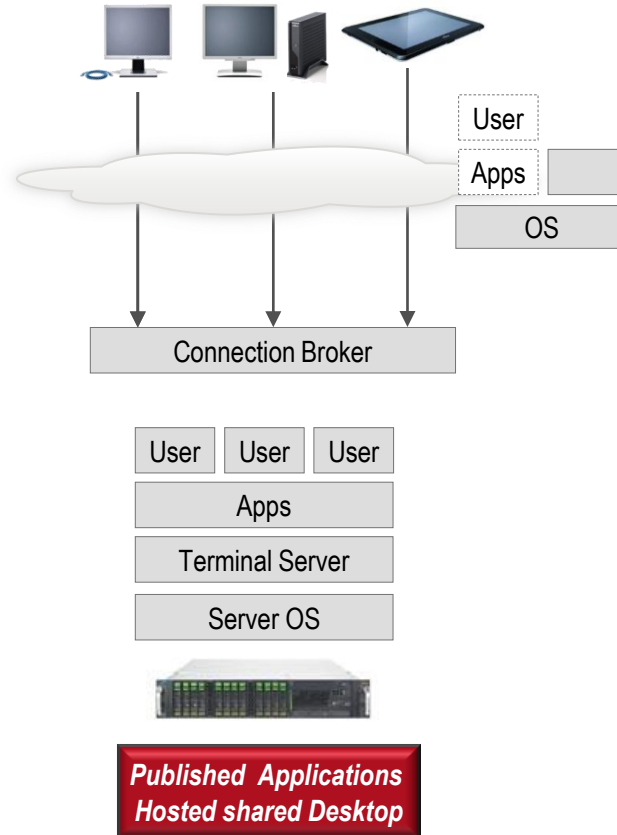 User
Apps
OS
Connection Broker
User User User
Apps
Terminal Server
Server OS
Published Applications
Hosted shared Desktop